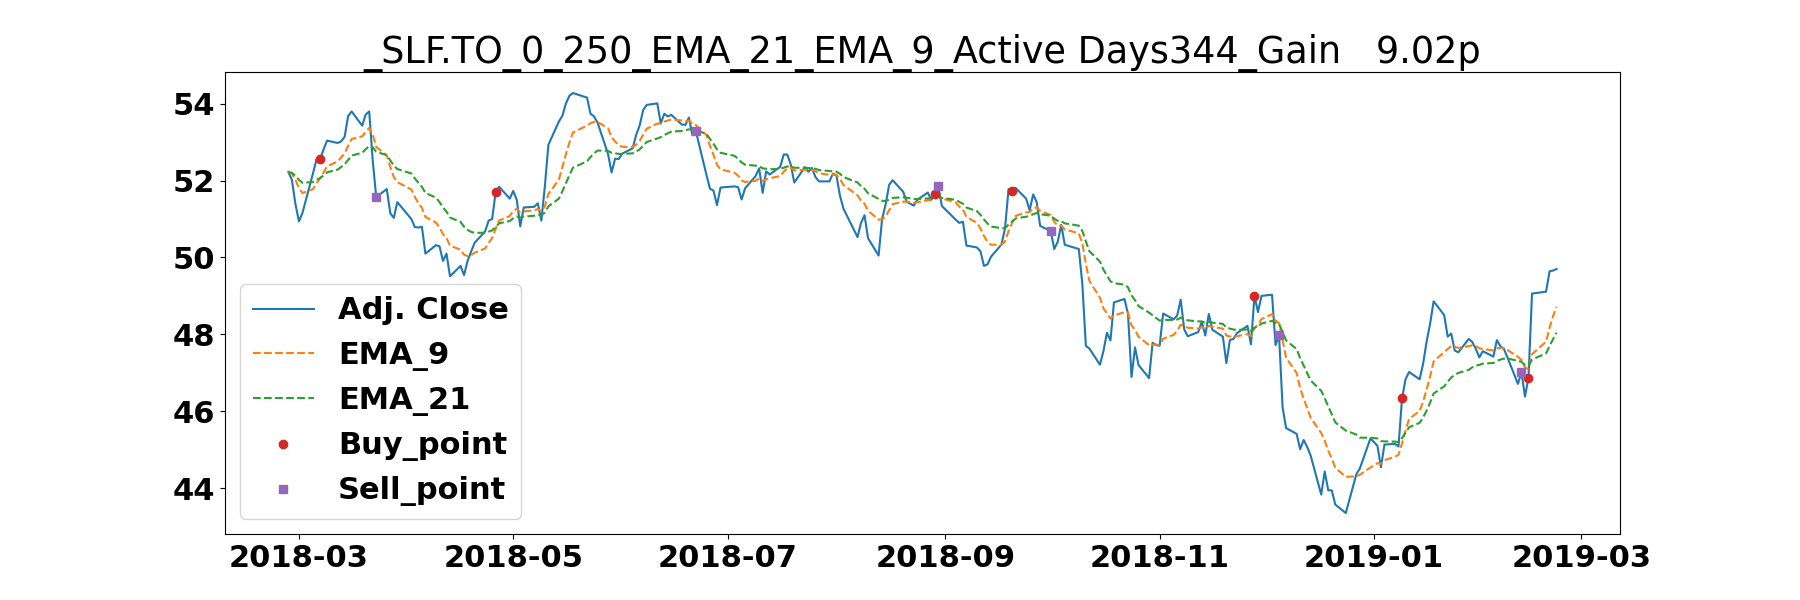 _SLF.TO_0_250_EMA_21_EMA_9_Active Days344_Gain   9.02p
54
52
50
48
46
44
Adj. Close
EMA_9
EMA_21
Buy_point
Sell_point
2018-03 2018-05 2018-07 2018-09 2018-11 2019-01 2019-03